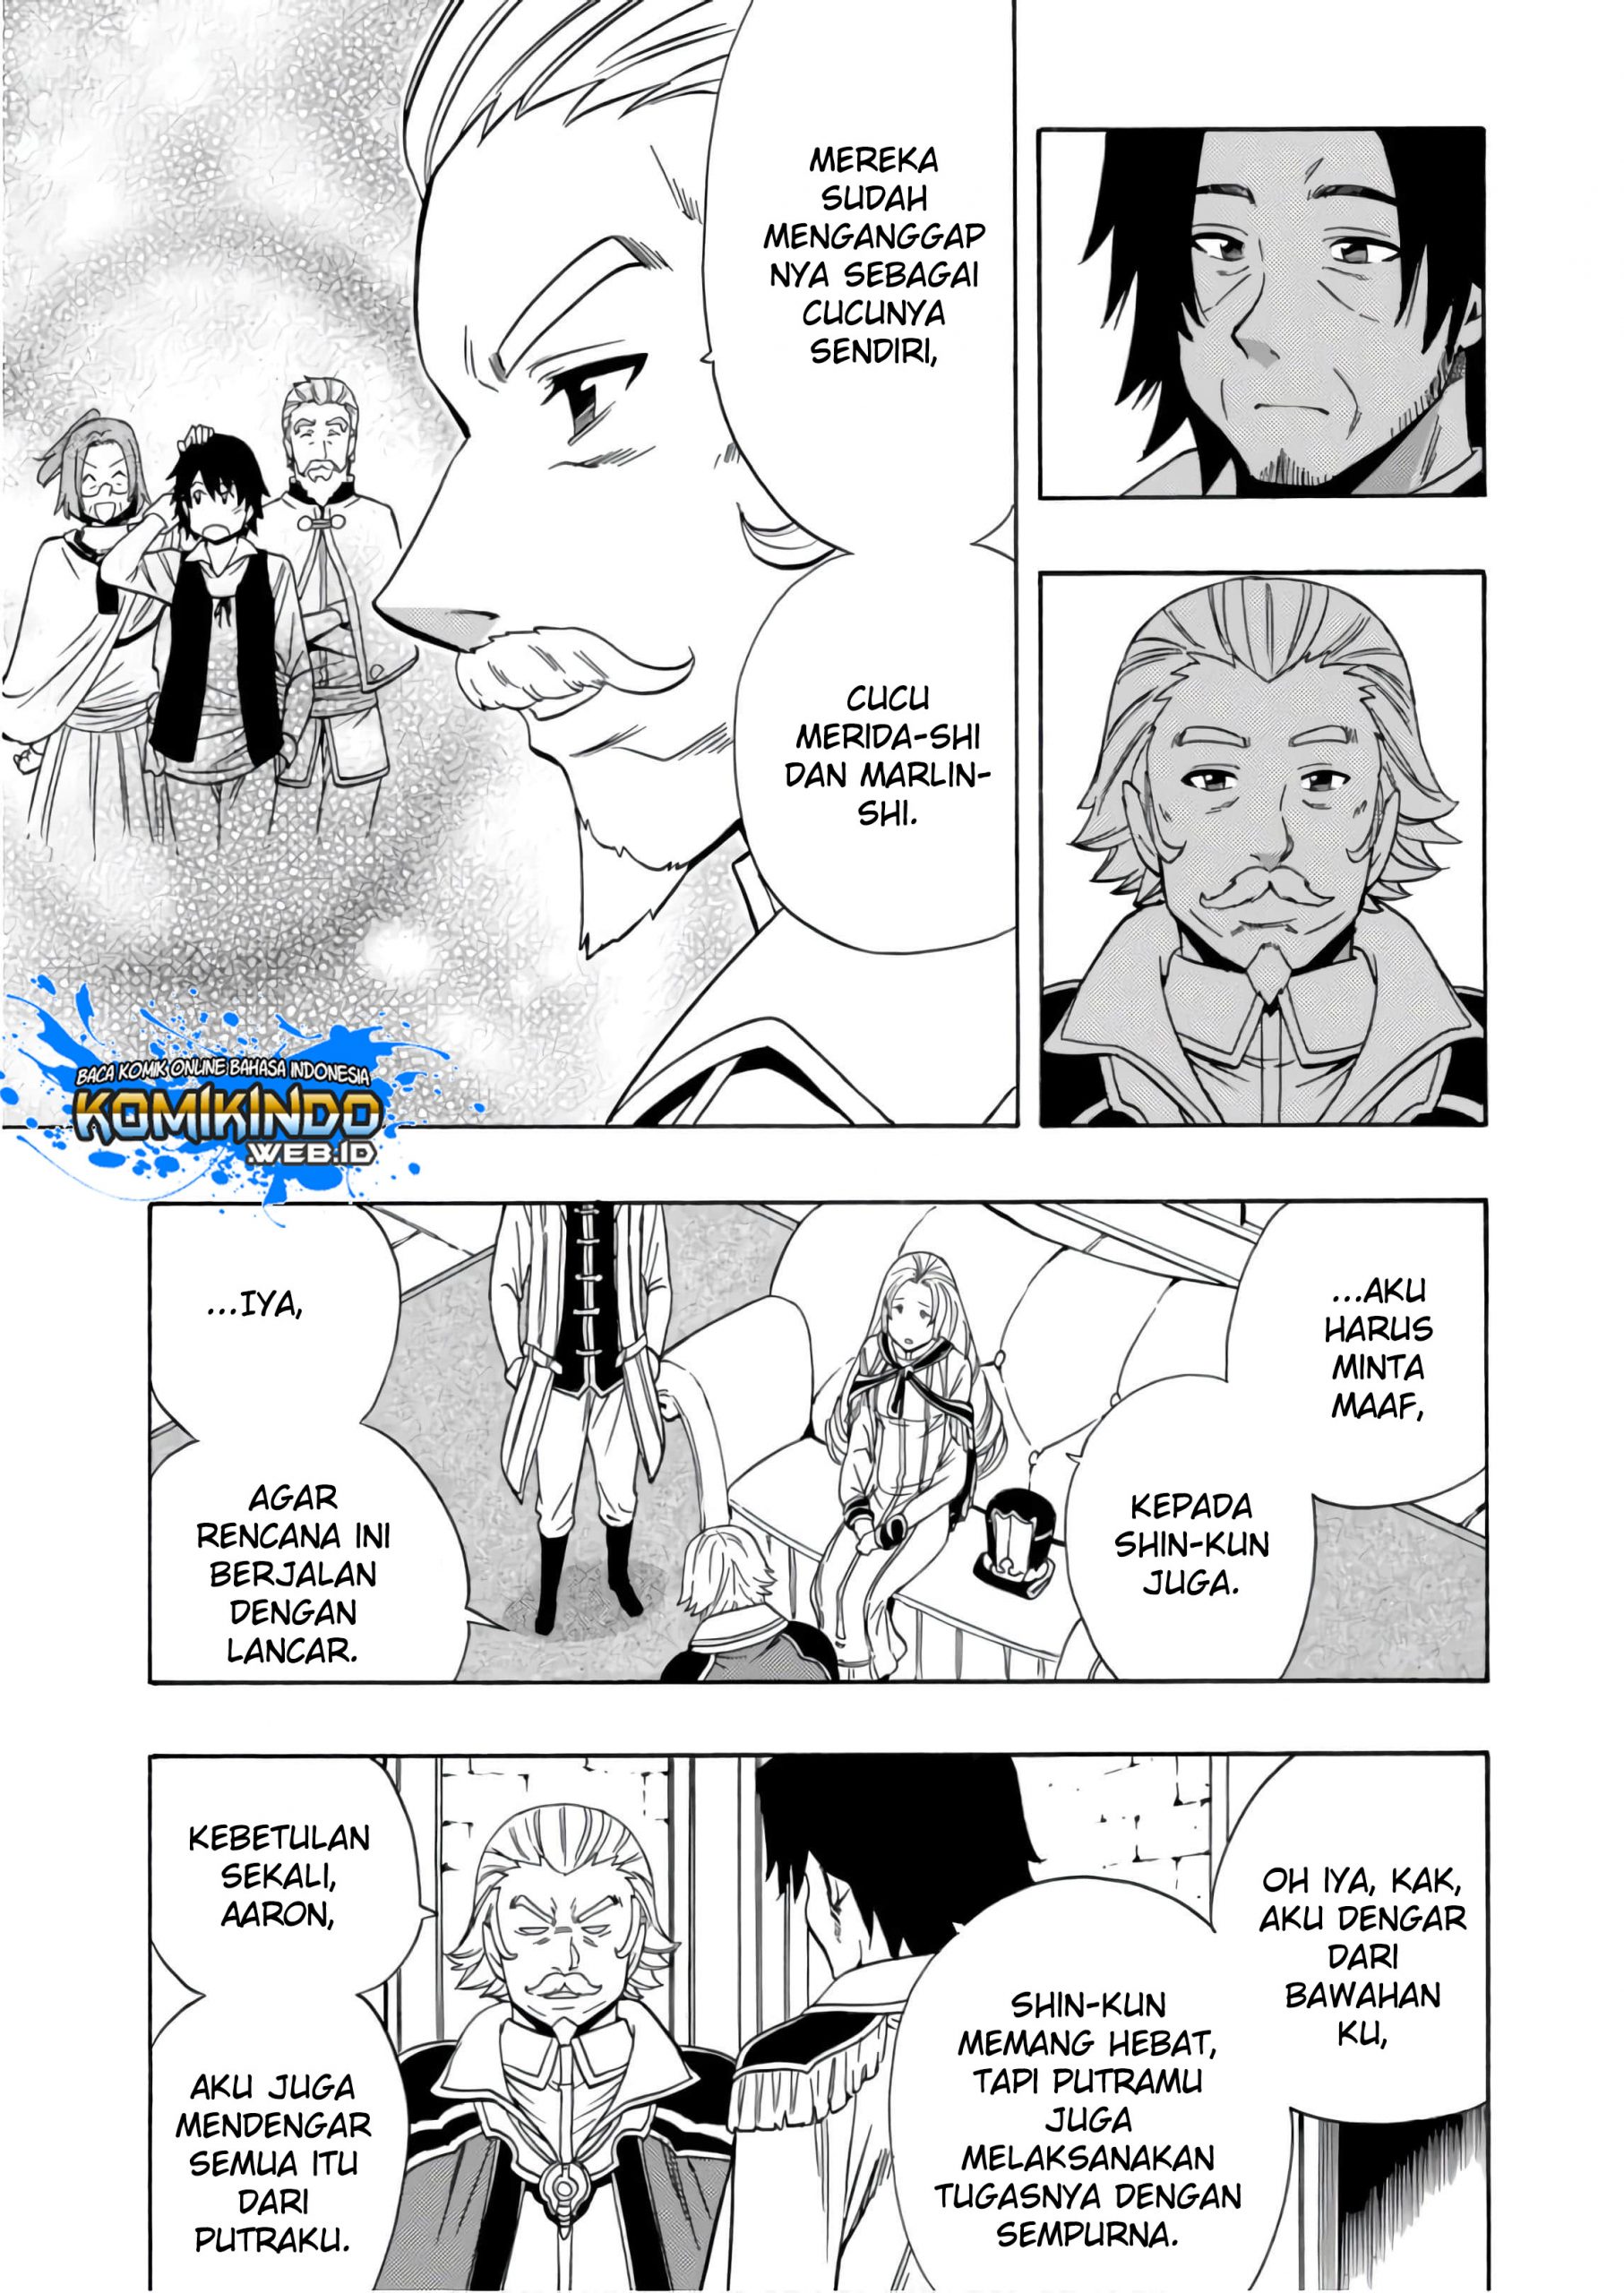 MEREKA
SUDAH
MENGANGGAP
NYA SEBAGAI
CUCUNYA
SENDIRI,
CUCU
MERIDA-SHI
DAN MARLIN-
SHI.
BACA KOMIK ONLINE BAHASA INDONESIA
KOMIKINDO
.WEB.ID
...AKU
HARUS
MINTA
MAAF,
KEPADA
SHIN-KUN
JUGA.
...IYA,
AGAR
RENCANA INI
BERJALAN
DENGAN
LANCAR.
OH IYA, KAK,
AKU DENGAR
DARI
BAWAHAN
KU,
SHIN-KUN
MEMANG HEBAT,
TAPI PUTRAMU
JUGA
MELAKSANAKAN
TUGASNYA DENGAN
SEMPURNA.
KEBETULAN
SEKALI,
AARON,
AKU JUGA
MENDENGAR
SEMUA ITU
DARI
PUTRAKU.